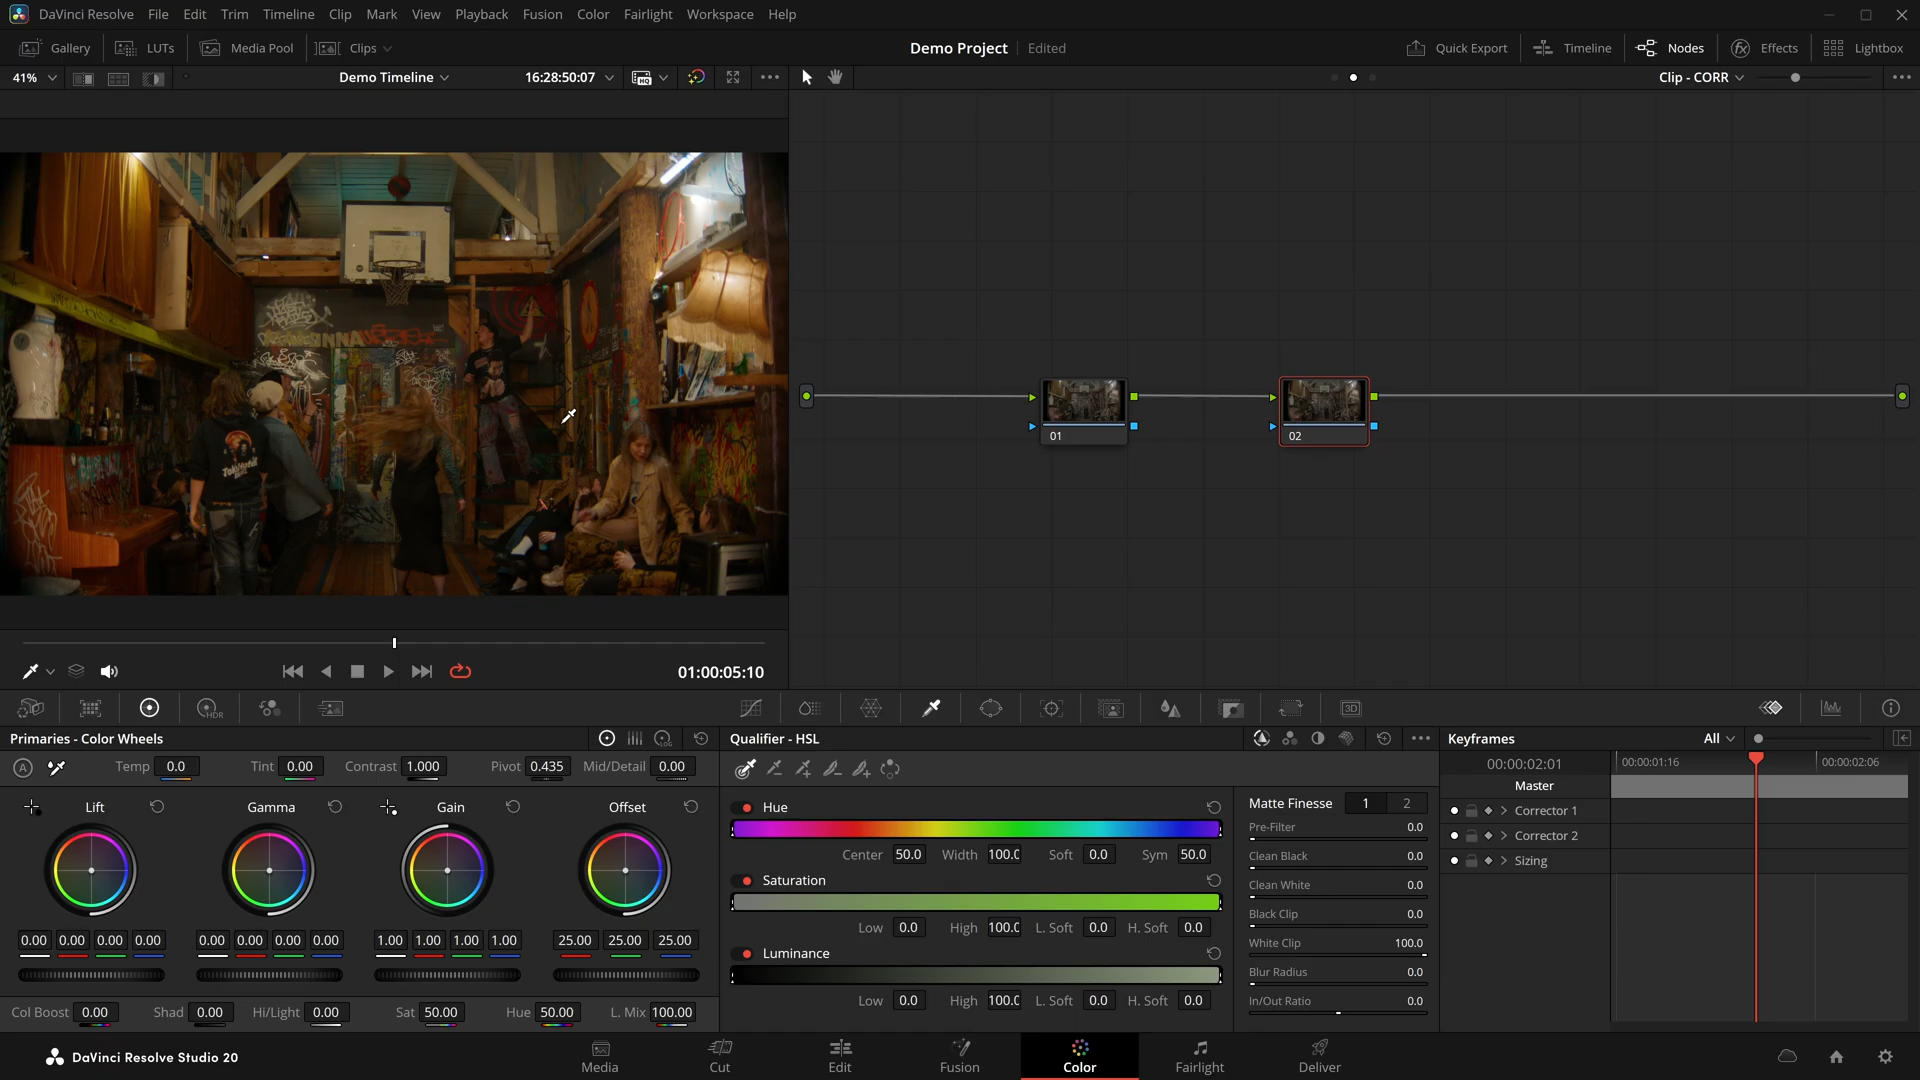 DaVinci Resolve File Edit Trim Timeline Clip Mark View Playback Fusion Color Fairlight Workspace Help
Gallery LUTs Media Pool Clips Demo Project Edited Quick Export Timeline Nodes Effects Lightbox
41% Demo Timeline 16:28:50:07 HQ Clip - CORR
01 02
01:00:05:10
HDR 3D
Primaries - Color Wheels LOG Qualifier - HSL Keyframes All
A Temp 0.0 Tint 0.00 Contrast 1.000 Pivot 0.435 Mid/Detail 0.00
00:00:02:01 00:00:01:16 00:00:02:06
Master
Lift Gamma Gain Offset
Hue
Center 50.0 Width 100.0 Soft 0.0 Sym 50.0
Saturation
Low 0.0 High 100.0 L. Soft 0.0 H. Soft 0.0
Luminance
Low 0.0 High 100.0 L. Soft 0.0 H. Soft 0.0
Matte Finesse 1 2
Pre-Filter 0.0
Clean Black 0.0
Clean White 0.0
Black Clip 0.0
White Clip 100.0
Blur Radius 0.0
In/Out Ratio 0.0
Corrector 1
Corrector 2
Sizing
0.00 0.00 0.00 0.00 0.00 0.00 0.00 0.00 1.00 1.00 1.00 1.00 25.00 25.00 25.00
Col Boost 0.00 Shad 0.00 Hi/Light 0.00 Sat 50.00 Hue 50.00 L. Mix 100.00
DaVinci Resolve Studio 20
Media Cut Edit Fusion Color Fairlight Deliver